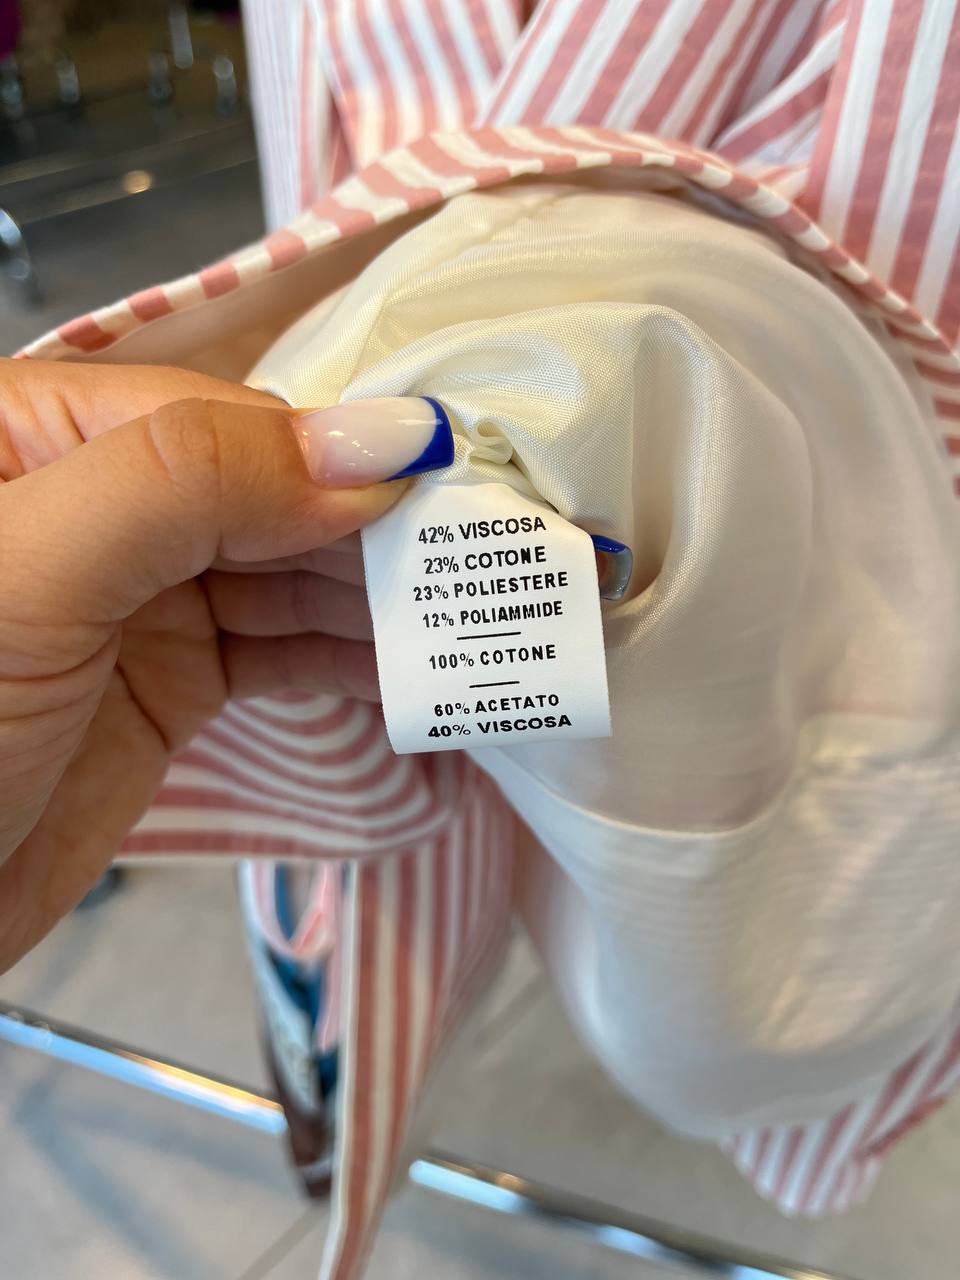 42% VISCOSA
23% COTONE
23% POLIESTERE
12% POLIAMMIDE
100% COTONE
60% ACETATO
40% VISCOSA